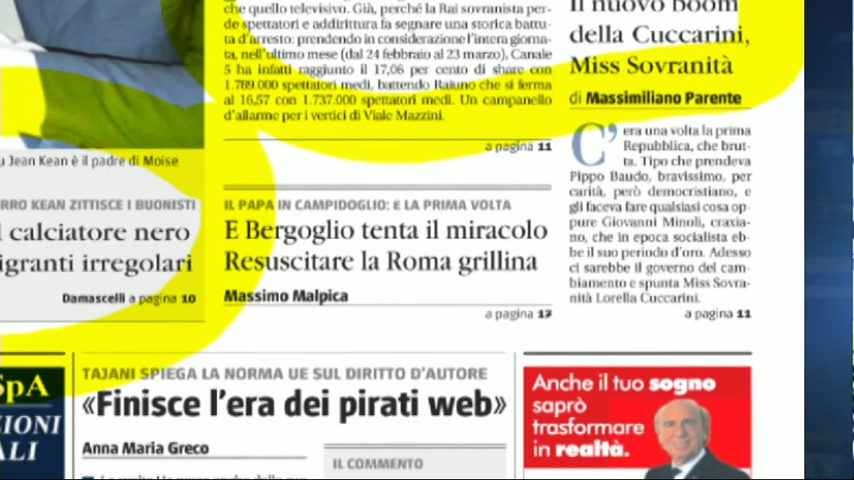 che quello televisivo. Già, perché la Rai sovranista per-
de spettatori e addirittura fa segnare una storica battu-
ta d'arresto: prendendo in considerazione l'intera giorna-
ta, nell'ultimo mese (dal 24 febbraio al 23 marzo), Canale
5 ha infatti raggiunto il 17,06 per cento di share con
1.789.000 spettatori medi, battendo Raiuno che si ferma
al 16,57 con 1.737.000 spettatori medi. Un campanello
d'allarme per i vertici di Viale Mazzini.
a pagina 11
Il nuovo boom
della Cuccarini,
Miss Sovranità
di Massimiliano Parente
C'era una volta la prima
Repubblica, che brut-
ta. Tipo che prendeva
Pippo Baudo, bravissimo, per
carità, però democristiano, e
gli faceva fare qualsiasi cosa op-
pure Giovanni Minoli, craxia-
no, che in epoca socialista eb-
be il suo periodo d'oro. Adesso
ci sarebbe il governo del cam-
biamento e spunta Miss Sovra-
nità Lorella Cuccarini.
a pagina 11
Jean Kean è il padre di Moise
KEAN ZITTISCE I BUONISTI
calciatore nero
igranti irregolari
Damascelli a pagina 10
IL PAPA IN CAMPIDOGLIO: È LA PRIMA VOLTA
E Bergoglio tenta il miracolo
Resuscitare la Roma grillina
Massimo Malpica
a pagina 17
SpA
ZIONI
ALI
TAJANI SPIEGA LA NORMA UE SUL DIRITTO D'AUTORE
«Finisce l'era dei pirati web»
Anna Maria Greco
IL COMMENTO
Anche il tuo sogno
saprò
trasformare
in realtà.